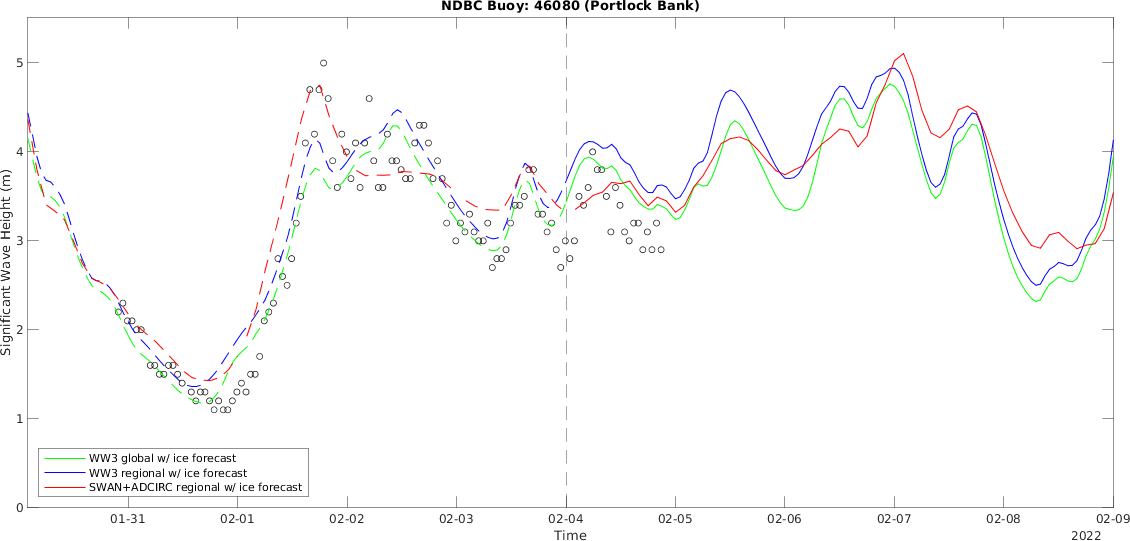 NDBC Buoy: 46080 (Portlock Bank)
Significant Wave Height (m)
5
4
3
2
1
0
WW3 global w/ ice forecast
WW3 regional w/ ice forecast
SWAN+ADCIRC regional w/ ice forecast
01-31 02-01 02-02 02-03 02-04 02-05 02-06 02-07 02-08 02-09
Time
2022